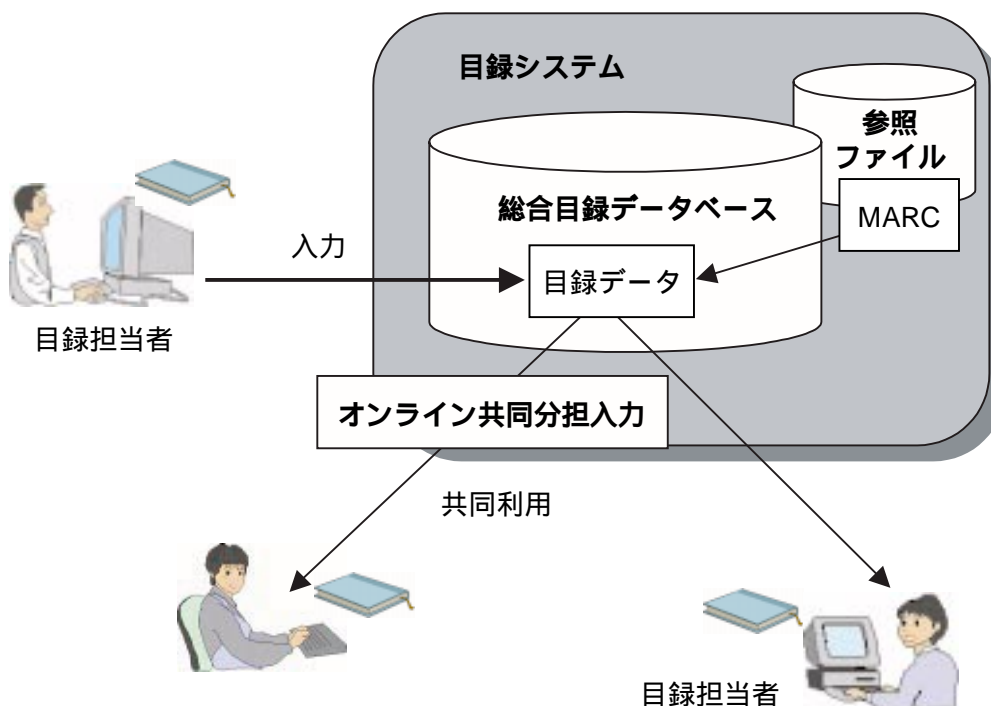 目録システム
参照
ファイル
MARC
総合目録データベース
目録データ
入力
目録担当者
オンライン共同分担入力
共同利用
目録担当者